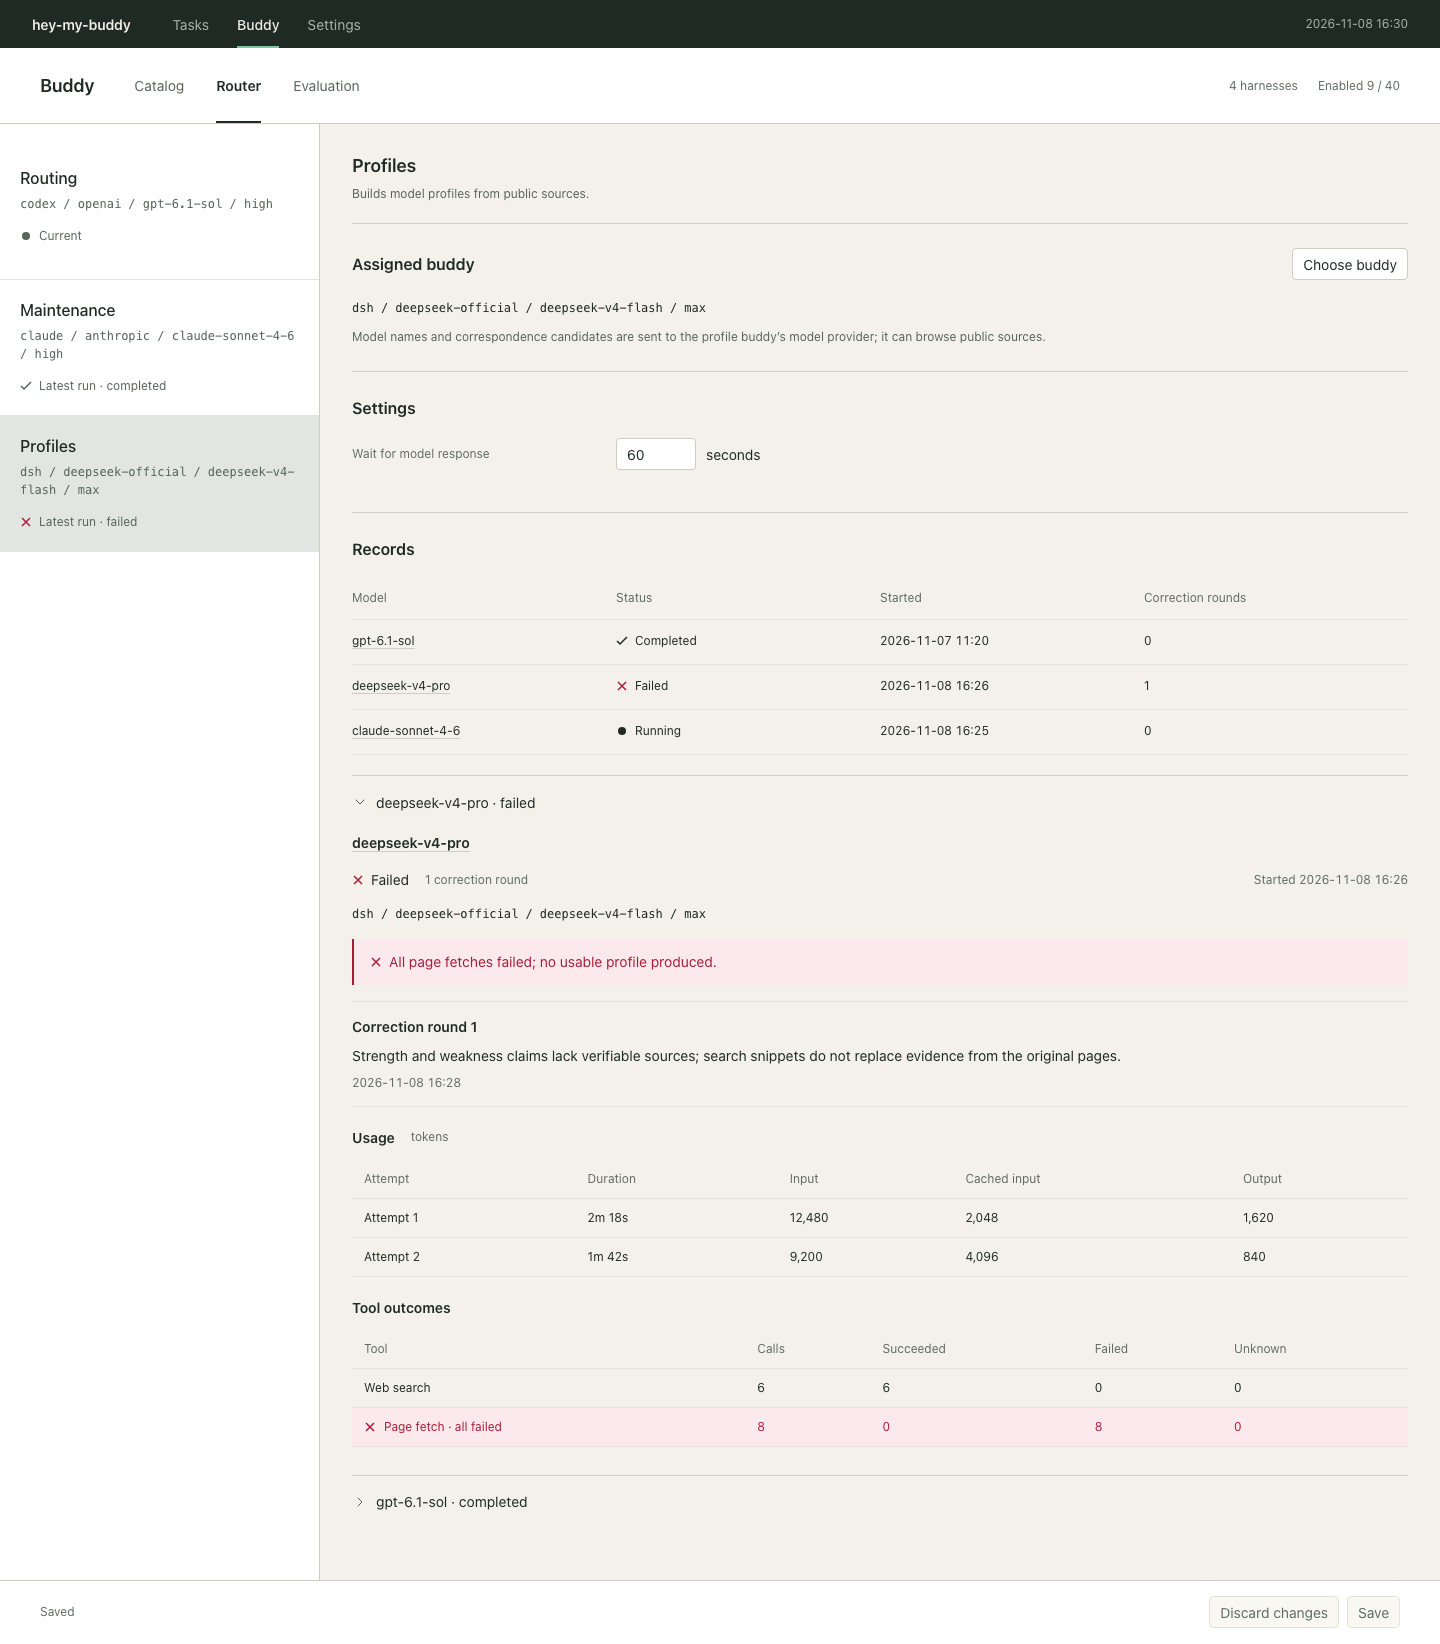 hey-my-buddy Tasks Buddy Settings 2026-11-08 16:30
Buddy Catalog Router Evaluation 4 harnesses Enabled 9 / 40
Routing
codex / openai / gpt-6.1-sol / high
Current
Maintenance
claude / anthropic / claude-sonnet-4-6
/ high
Latest run · completed
Profiles
dsh / deepseek-official / deepseek-v4-
flash / max
Latest run · failed
Profiles
Builds model profiles from public sources.
Assigned buddy Choose buddy
dsh / deepseek-official / deepseek-v4-flash / max
Model names and correspondence candidates are sent to the profile buddy's model provider; it can browse public sources.
Settings
Wait for model response 60 seconds
Records
Model Status Started Correction rounds
gpt-6.1-sol Completed 2026-11-07 11:20 0
deepseek-v4-pro Failed 2026-11-08 16:26 1
claude-sonnet-4-6 Running 2026-11-08 16:25 0
deepseek-v4-pro · failed
deepseek-v4-pro
Failed 1 correction round Started 2026-11-08 16:26
dsh / deepseek-official / deepseek-v4-flash / max
All page fetches failed; no usable profile produced.
Correction round 1
Strength and weakness claims lack verifiable sources; search snippets do not replace evidence from the original pages.
2026-11-08 16:28
Usage tokens
Attempt Duration Input Cached input Output
Attempt 1 2m 18s 12,480 2,048 1,620
Attempt 2 1m 42s 9,200 4,096 840
Tool outcomes
Tool Calls Succeeded Failed Unknown
Web search 6 6 0 0
Page fetch · all failed 8 0 8 0
gpt-6.1-sol · completed
Saved Discard changes Save